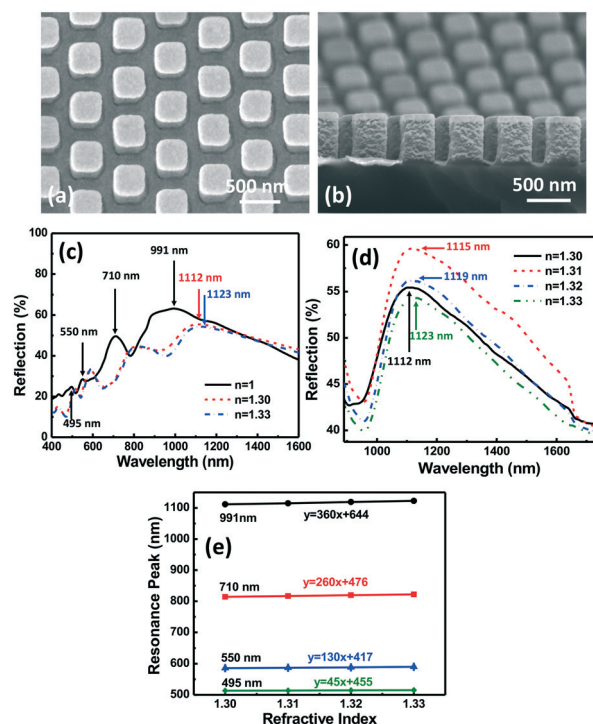 (a)
500 nm
(b)
500 nm
(c)
991 nm
710 nm
1112 nm
1123 nm
550 nm
495 nm
n=1
n=1.30
n=1.33
Reflection (%)
100
80
60
40
20
0
400 600 800 1000 1200 1400 1600
Wavelength (nm)
(d)
1115 nm
1119 nm
1123 nm
1112 nm
n=1.30
n=1.31
n=1.32
n=1.33
Reflection (%)
60
55
50
45
40
1000 1200 1400 1600
Wavelength (nm)
(e)
991nm
y=360x+644
710 nm
y=260x+476
550 nm
y=130x+417
495 nm
y=45x+455
Resonance Peak (nm)
1100
1000
900
800
700
600
500
1.30 1.31 1.32 1.33
Refractive Index